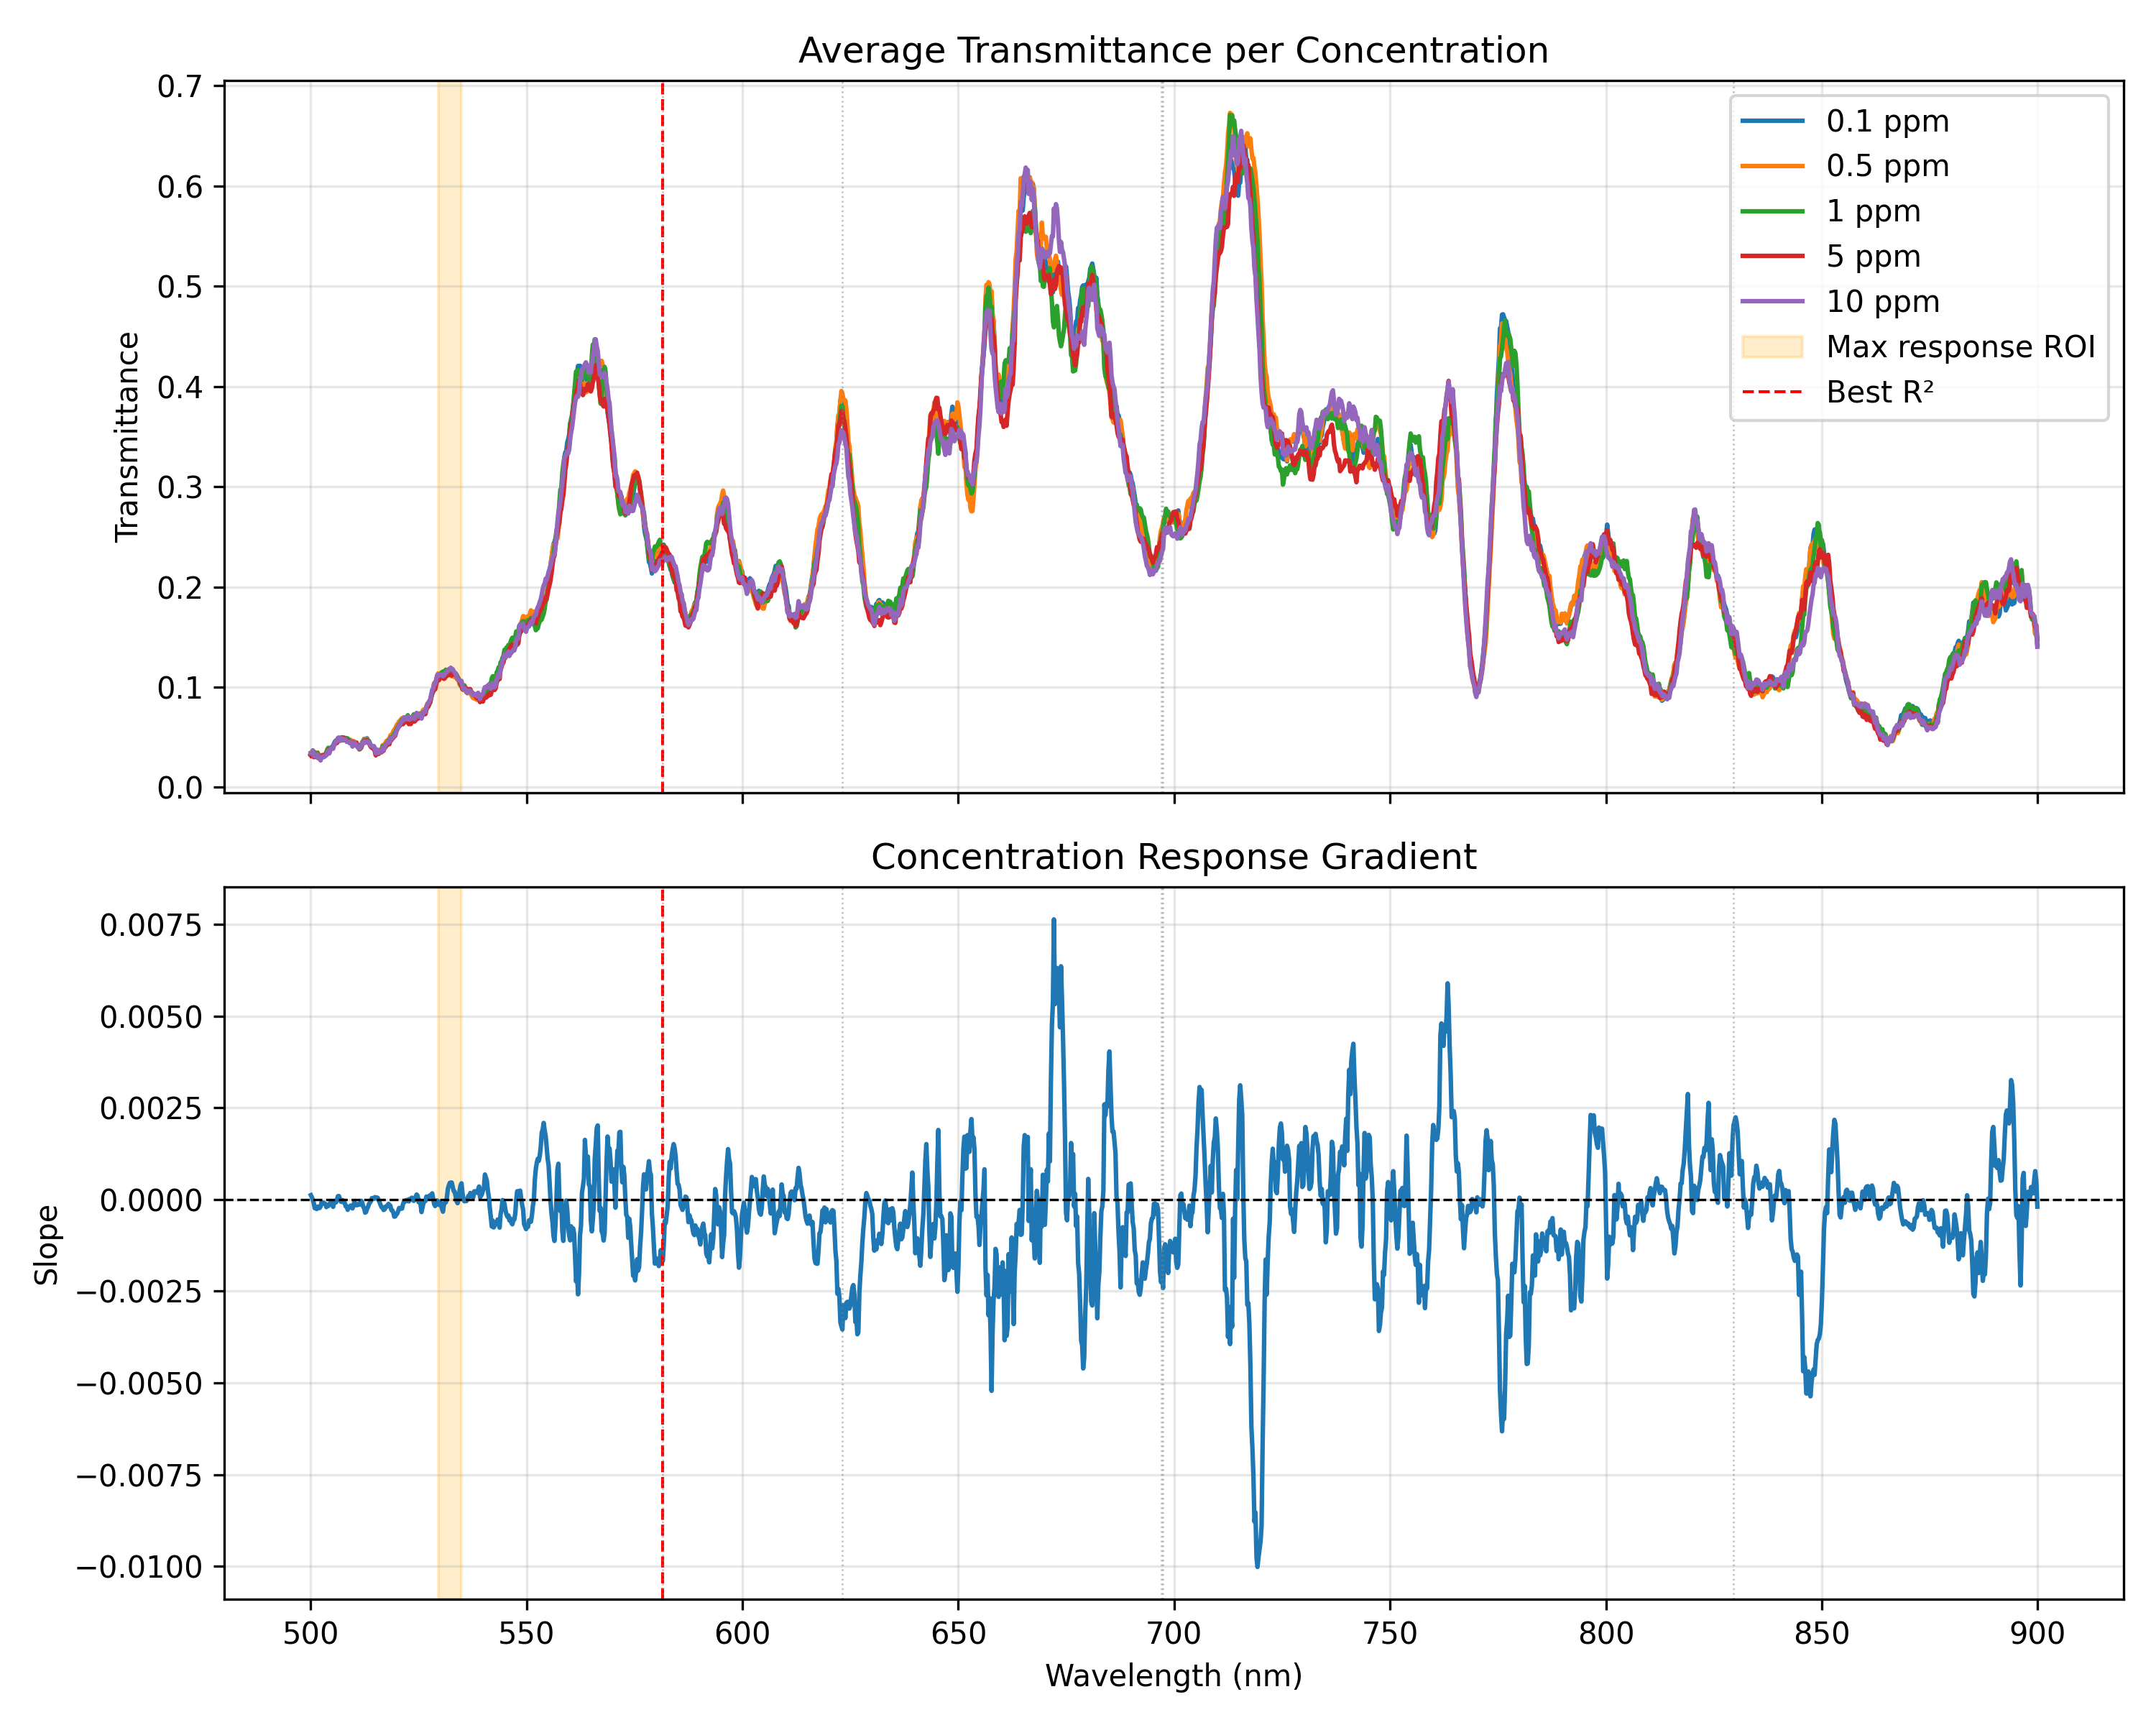 Average Transmittance per Concentration
0.7
0.6
0.5
0.4
0.3
0.2
0.1
0.0
Transmittance
0.1 ppm
0.5 ppm
1 ppm
5 ppm
10 ppm
Max response ROI
Best R²
Concentration Response Gradient
0.0075
0.0050
0.0025
0.0000
−0.0025
−0.0050
−0.0075
−0.0100
Slope
500 550 600 650 700 750 800 850 900
Wavelength (nm)